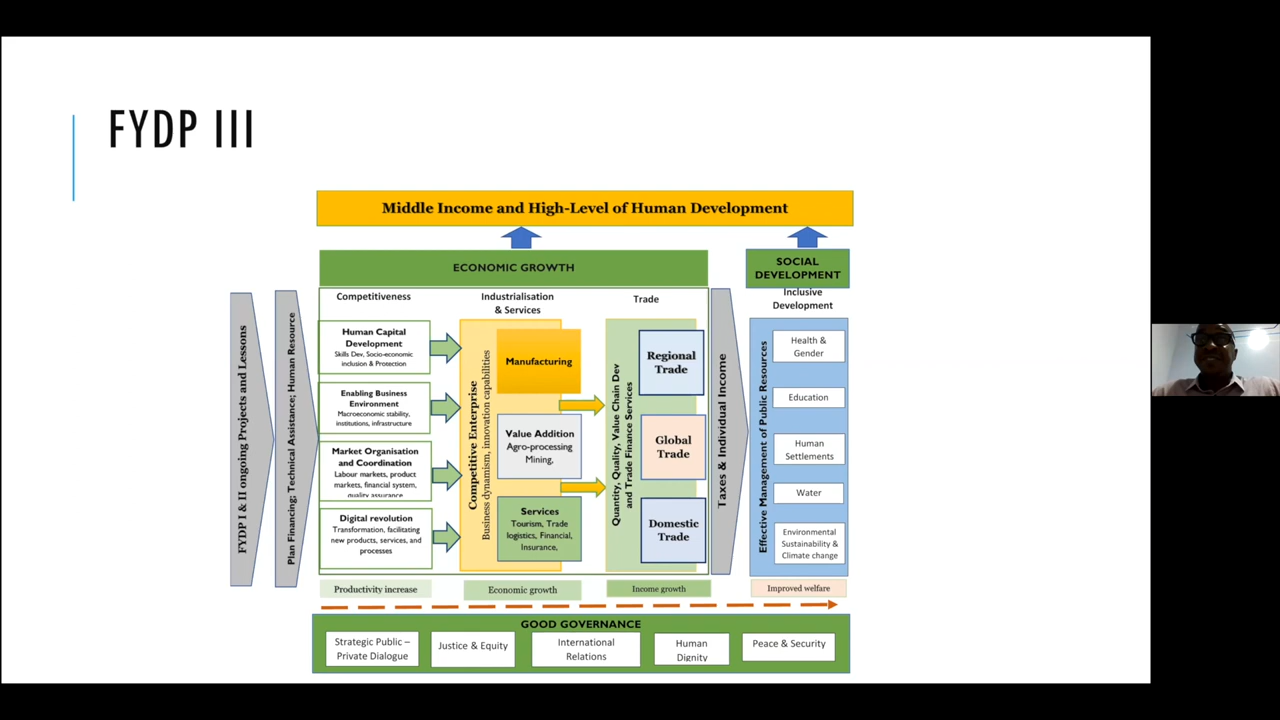 FYDP III
Middle Income and High-Level of Human Development
ECONOMIC GROWTH
SOCIAL
DEVELOPMENT
FYDP I & II ongoing Projects and Lessons
Plan Financing; Technical Assistance; Human Resource
Competitiveness
Human Capital
Development
Skills Dev, Socio-economic
inclusion & Protection
Enabling Business
Environment
Macroeconomic stability,
institutions, infrastructure
Market Organisation
and Coordination
Labour markets, product
markets, financial system,
quality assurance
Digital revolution
Transformation, facilitating
new products, services, and
processes
Industrialisation
& Services
Competitive Enterprise
Business dynamism, innovation capabilities
Manufacturing
Value Addition
Agro-processing
Mining,
Services
Tourism, Trade
logistics, Financial,
Insurance,
Trade
Quantity, Quality, Value Chain Dev
and Trade Finance Services
Regional
Trade
Global
Trade
Domestic
Trade
Taxes & Individual Income
Inclusive
Development
Effective Management of Public Resources
Health &
Gender
Education
Human
Settlements
Water
Environmental
Sustainability &
Climate change
Productivity increase
Economic growth
Income growth
Improved welfare
GOOD GOVERNANCE
Strategic Public –
Private Dialogue
Justice & Equity
International
Relations
Human
Dignity
Peace & Security